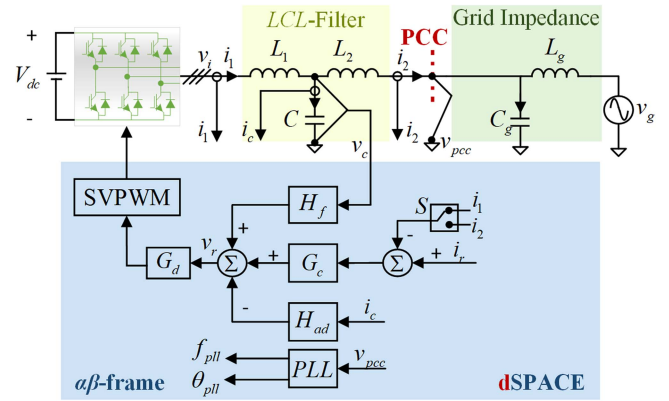 LCL-Filter
Grid Impedance
PCC
+
V_dc
-
v_i
i_1
L_1
L_2
i_2
L_g
i_1
i_c
C
v_c
i_2
v_pcc
C_g
v_g
SVPWM
H_f
S
i_1
i_2
-
+
v_r
G_d
Σ
+
G_c
Σ
+
i_r
-
H_ad
i_c
f_pll
θ_pll
PLL
v_pcc
αβ-frame
dSPACE